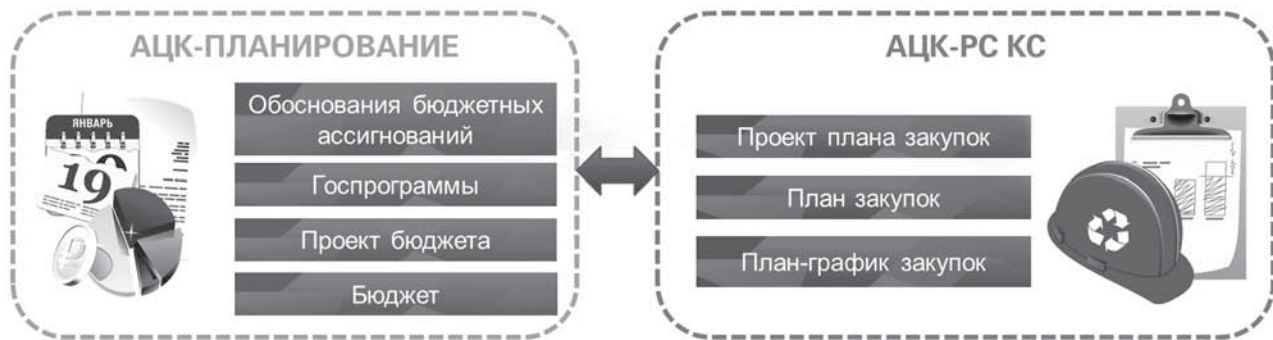 АЦК-ПЛАНИРОВАНИЕ
ЯНВАРЬ
19
Обоснования бюджетных
ассигнований
Госпрограммы
Проект бюджета
Бюджет
АЦК-РС КС
Проект плана закупок
План закупок
План-график закупок